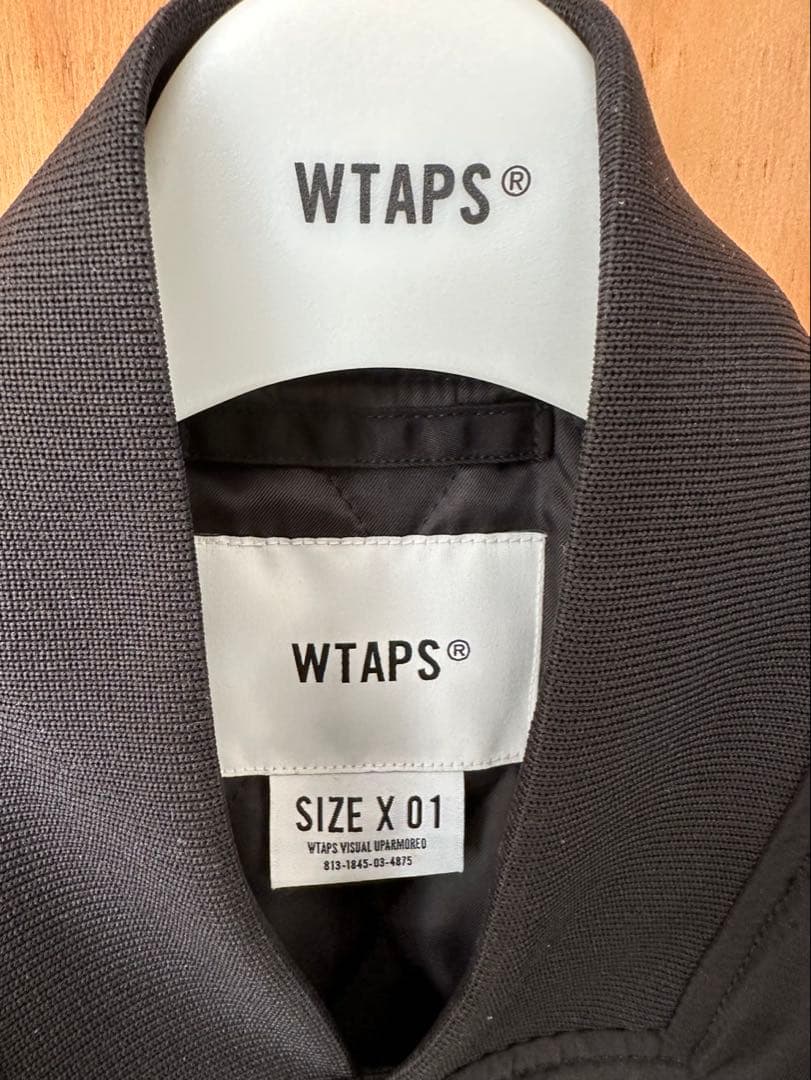 WTAPS®
WTAPS®
SIZE X 01
WTAPS VISUAL UPARMORED
813-1845-03-4875